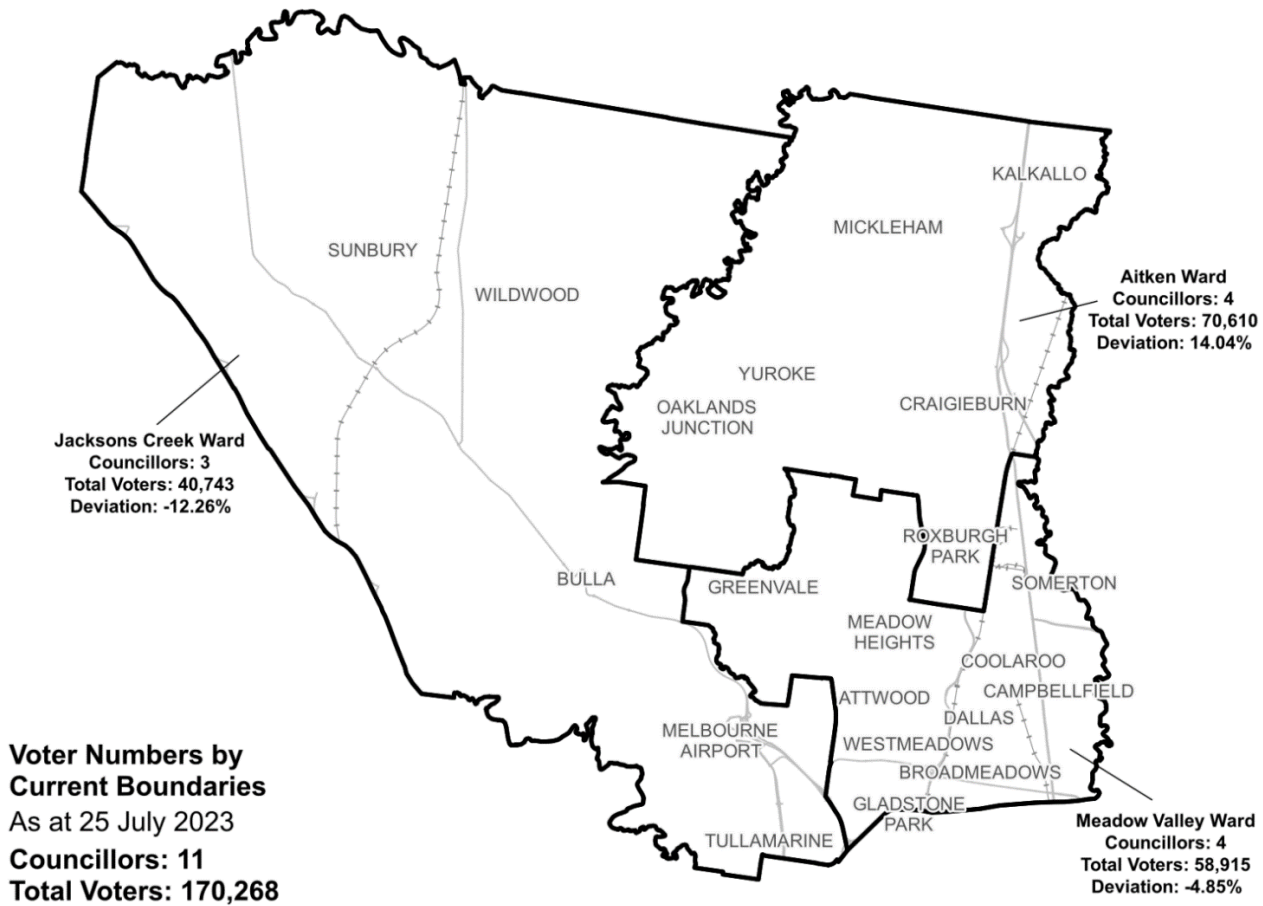 KALKALLO
MICKLEHAM
SUNBURY
WILDWOOD
Aitken Ward
Councillors: 4
Total Voters: 70,610
Deviation: 14.04%
YUROKE
OAKLANDS
JUNCTION
CRAIGIEBURN
Jacksons Creek Ward
Councillors: 3
Total Voters: 40,743
Deviation: -12.26%
ROXBURGH
PARK
BULLA
GREENVALE
SOMERTON
MEADOW
HEIGHTS
COOLAROO
ATTWOOD
CAMPBELLFIELD
DALLAS
MELBOURNE
AIRPORT
WESTMEADOWS
BROADMEADOWS
GLADSTONE
PARK
TULLAMARINE
Meadow Valley Ward
Councillors: 4
Total Voters: 58,915
Deviation: -4.85%
Voter Numbers by
Current Boundaries
As at 25 July 2023
Councillors: 11
Total Voters: 170,268